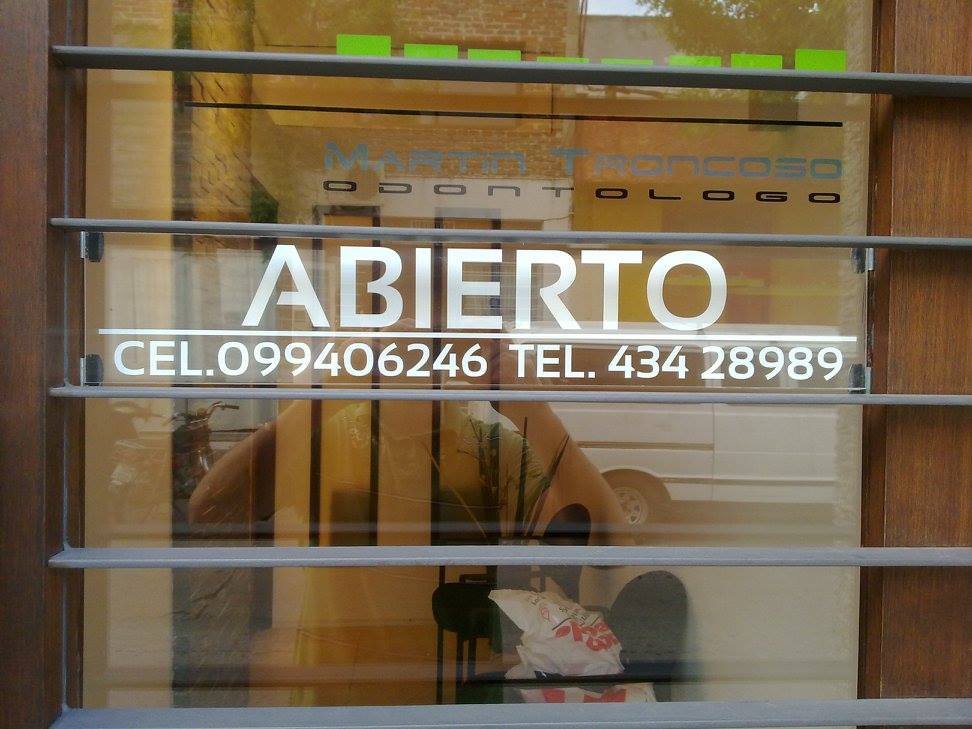 MARTIN TRONCOSO
ODONTOLOGO
ABIERTO
CEL.099406246 TEL. 434 28989